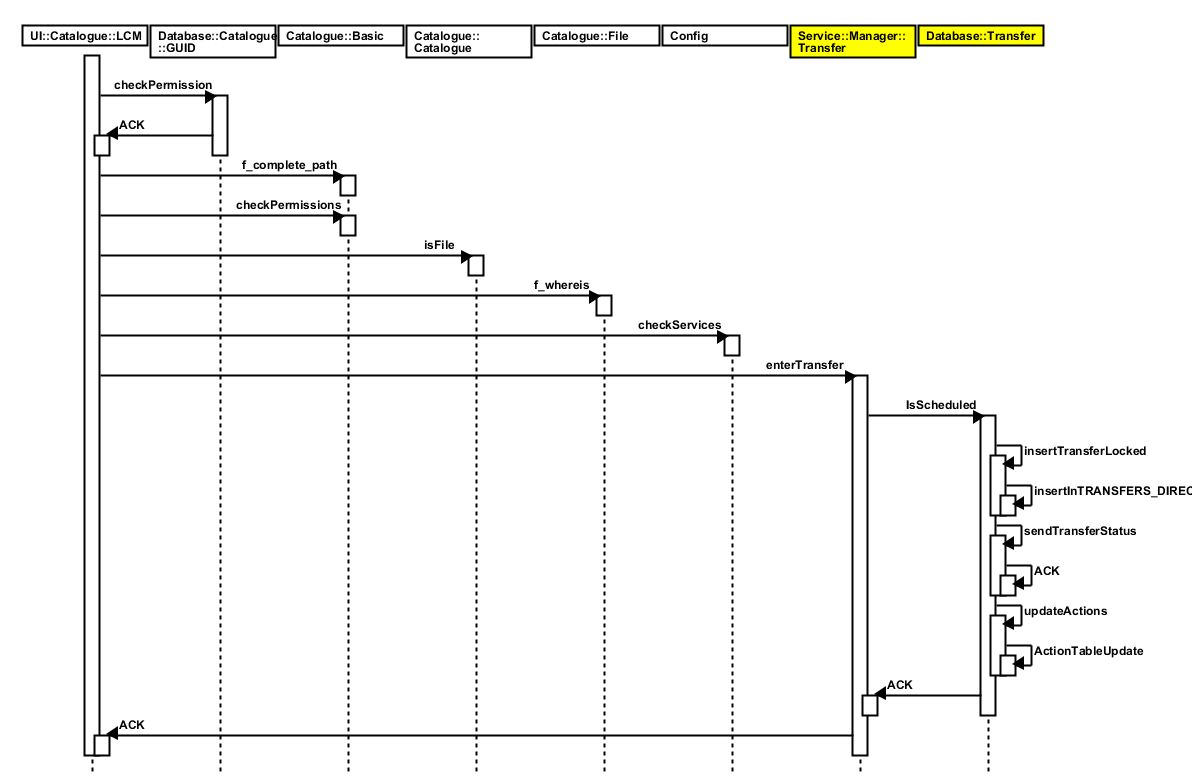 UI::Catalogue::LCM
Database::Catalogue
::GUID
Catalogue::Basic
Catalogue::
Catalogue
Catalogue::File
Config
Service::Manager::
Transfer
Database::Transfer
checkPermission
ACK
f_complete_path
checkPermissions
isFile
f_whereis
checkServices
enterTransfer
IsScheduled
insertTransferLocked
insertInTRANSFERS_DIREC
sendTransferStatus
ACK
updateActions
ActionTableUpdate
ACK
ACK